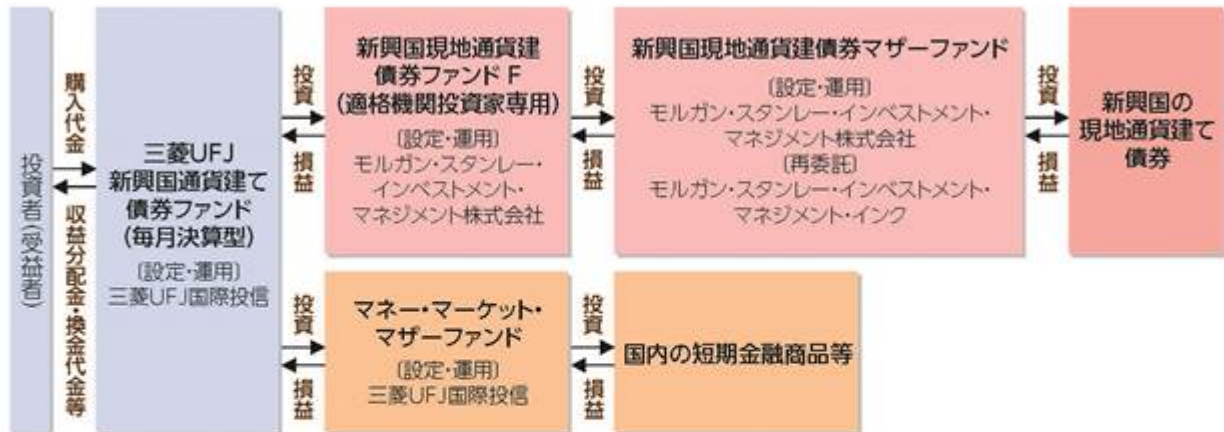 投資者(受益者)
購入代金
収益分配金・換金代金等
三菱UFJ
新興国通貨建て
債券ファンド
(毎月決算型)
〔設定・運用〕
三菱UFJ国際投信
投資
損益
新興国現地通貨建
債券ファンド F
(適格機関投資家専用)
〔設定・運用〕
モルガン・スタンレー・
インベストメント・
マネジメント株式会社
投資
損益
新興国現地通貨建債券マザーファンド
〔設定・運用〕
モルガン・スタンレー・インベストメント・
マネジメント株式会社
〔再委託〕
モルガン・スタンレー・インベストメント・
マネジメント・インク
投資
損益
新興国の
現地通貨建て
債券
投資
損益
マネー・マーケット・
マザーファンド
〔設定・運用〕
三菱UFJ国際投信
投資
損益
国内の短期金融商品等